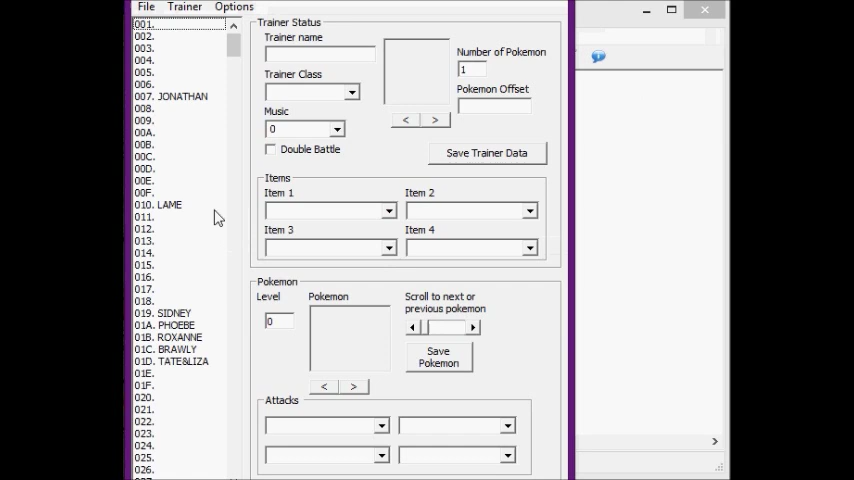 File Trainer Options
001.
002.
003.
004.
005.
006.
007. JONATHAN
008.
009.
00A.
00B.
00C.
00D.
00E.
00F.
010. LAME
011.
012.
013.
014.
015.
016.
017.
018.
019. SIDNEY
01A. PHOEBE
01B. ROXANNE
01C. BRAWLY
01D. TATE&LIZA
01E.
01F.
020.
021.
022.
023.
024.
025.
026.
Trainer Status
Trainer name
Trainer Class
Music
0
Double Battle
Number of Pokemon
1
Pokemon Offset
< >
Save Trainer Data
Items
Item 1 Item 2
Item 3 Item 4
Pokemon
Level Pokemon
0
Scroll to next or
previous pokemon
Save
Pokemon
< >
Attacks